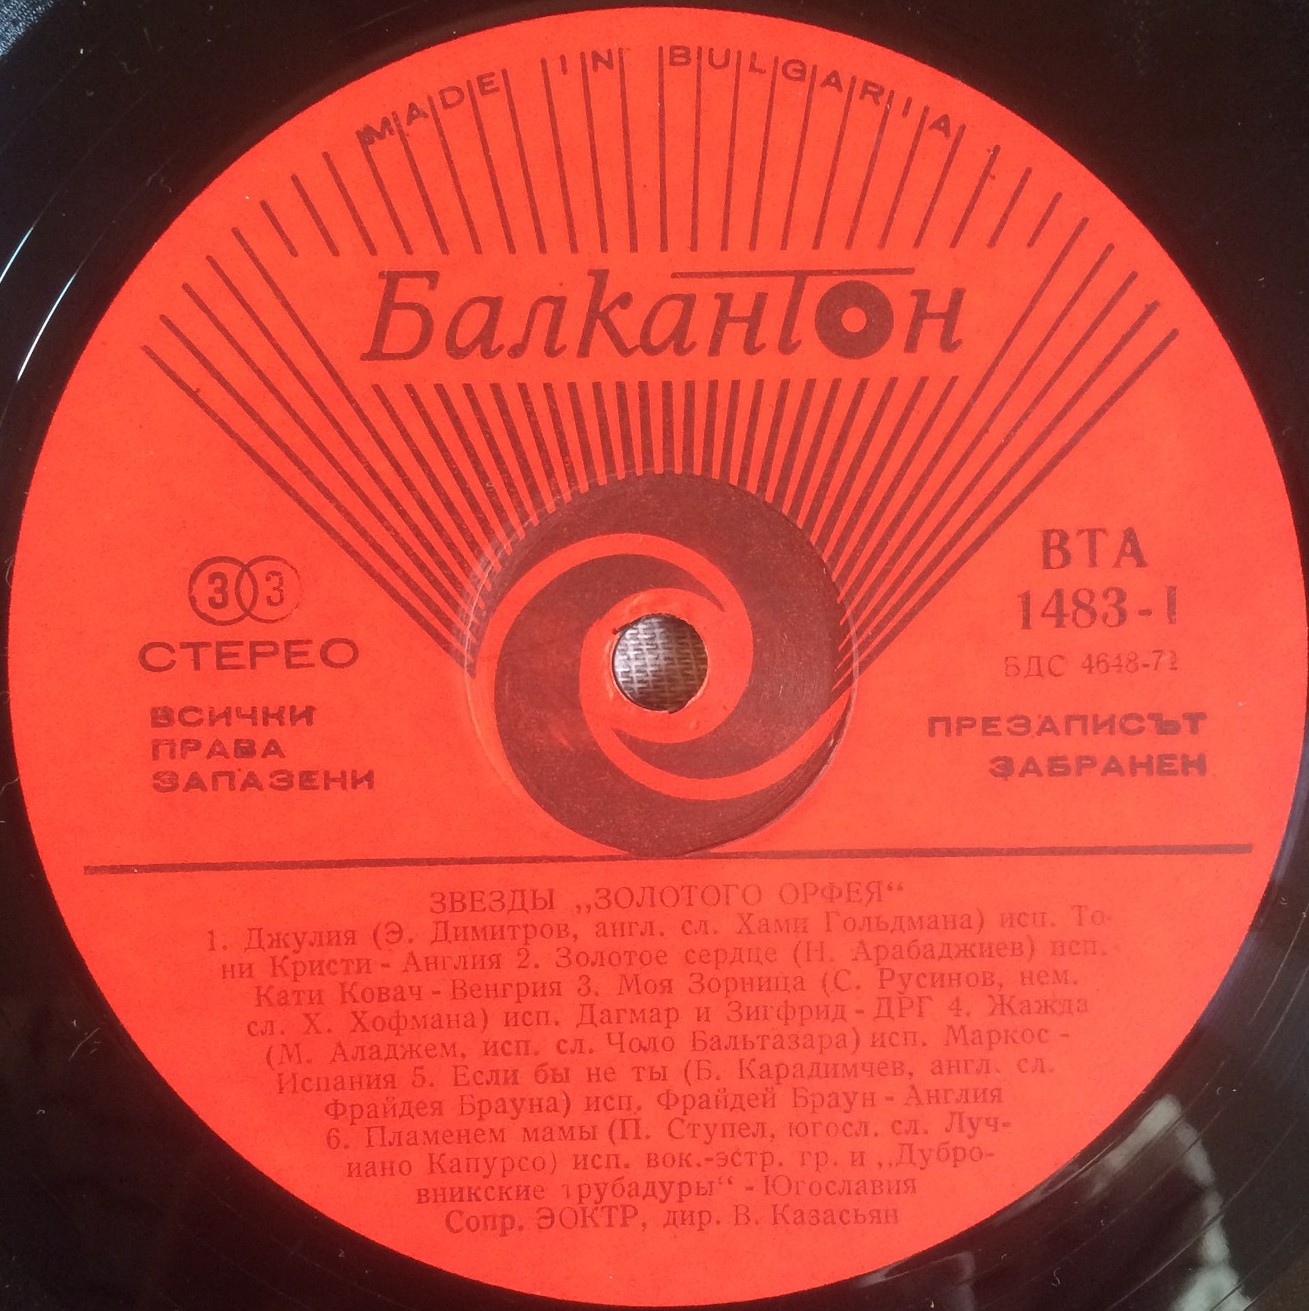 MADE IN BULGARIA
Балкантон
33
СТЕРЕО
ВСИЧКИ
ПРАВА
ЗАПАЗЕНИ
ВТА
1483-I
БДС 4648-72
ПРЕЗАПИСЪТ
ЗАБРАНЕН
ЗВЕЗДЫ „ЗОЛОТОГО ОРФЕЯ“
1. Джулия (Э. Димитров, англ. сл. Хами Гольдмана) исп. То-
ни Кристи - Англия 2. Золотое сердце (Н. Арабаджиев) исп.
Кати Ковач - Венгрия 3. Моя Зорница (С. Русинов, нем.
сл. Х. Хофмана) исп. Дагмар и Зигфрид - ДРГ 4. Жажда
(М. Аладжем, исп. сл. Чоло Бальтазара) исп. Маркос -
Испания 5. Если бы не ты (Б. Карадимчев, англ. сл.
Фрайдея Брауна) исп. Фрайдей Браун - Англия
6. Пламенем мамы (П. Ступел, югосл. сл. Луч-
иано Капурсо) исп. вок.-эстр. гр. и „Дубро-
вникские трубадуры“ - Югославия
Сопр. ЭОКТР, дир. В. Казасьян